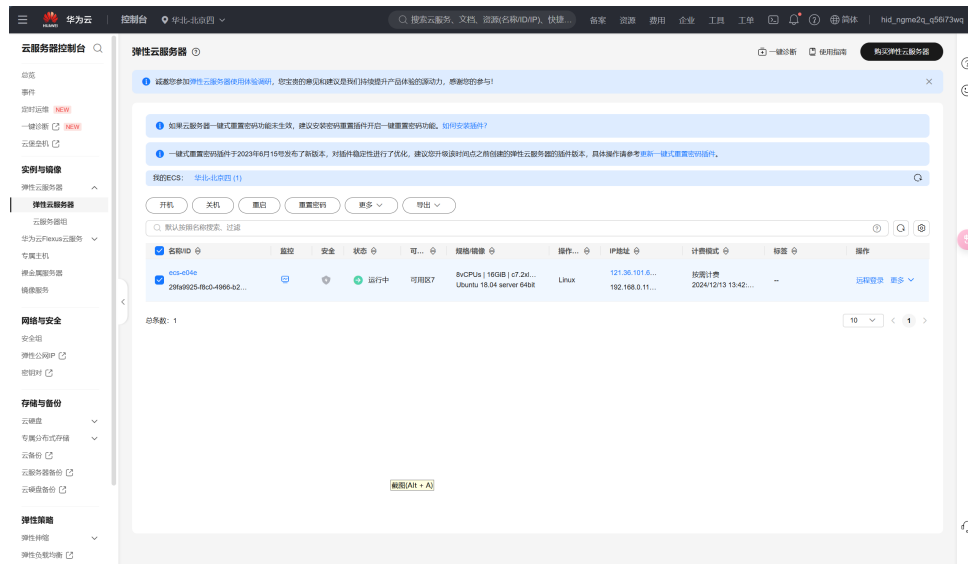 HUAWEI 华为云 控制台 华北-北京四 搜索云服务、文档、资源(名称/ID/IP)、快捷... 备案 资源 费用 企业 工具 工单 简体 hid_ngme2q_q56i73wq
云服务器控制台
总览
事件
定时运维 NEW
一键诊断 NEW
云堡垒机
实例与镜像
弹性云服务器
弹性云服务器
云服务器组
华为云Flexus云服务
专属主机
裸金属服务器
镜像服务
网络与安全
安全组
弹性公网IP
密钥对
存储与备份
云硬盘
专属分布式存储
云备份
云服务器备份
云硬盘备份
弹性策略
弹性伸缩
弹性负载均衡
弹性云服务器 一键诊断 使用指南 购买弹性云服务器
诚邀您参加弹性云服务器使用体验调研，您宝贵的意见和建议是我们持续提升产品体验的源动力，感谢您的参与！
如果云服务器一键式重置密码功能未生效，建议安装密码重置插件开启一键重置密码功能。如何安装插件?
一键式重置密码插件于2023年6月15号发布了新版本，对插件稳定性进行了优化，建议您升级该时间点之前创建的弹性云服务器的插件版本，具体操作请参考更新一键式重置密码插件。
我的ECS： 华北-北京四 (1)
开机 关机 重启 重置密码 更多 导出
默认按照名称搜索、过滤
名称/ID 监控 安全 状态 可... 规格/镜像 操作... IP地址 计费模式 标签 操作
ecs-e04e 运行中 可用区7 8vCPUs | 16GiB | c7.2xl... Linux 121.36.101.6... 按需计费 -- 远程登录 更多
29fa9925-f8c0-4966-b2... Ubuntu 18.04 server 64bit 192.168.0.11... 2024/12/13 13:42:...
总条数：1 10 1
截图(Alt + A)